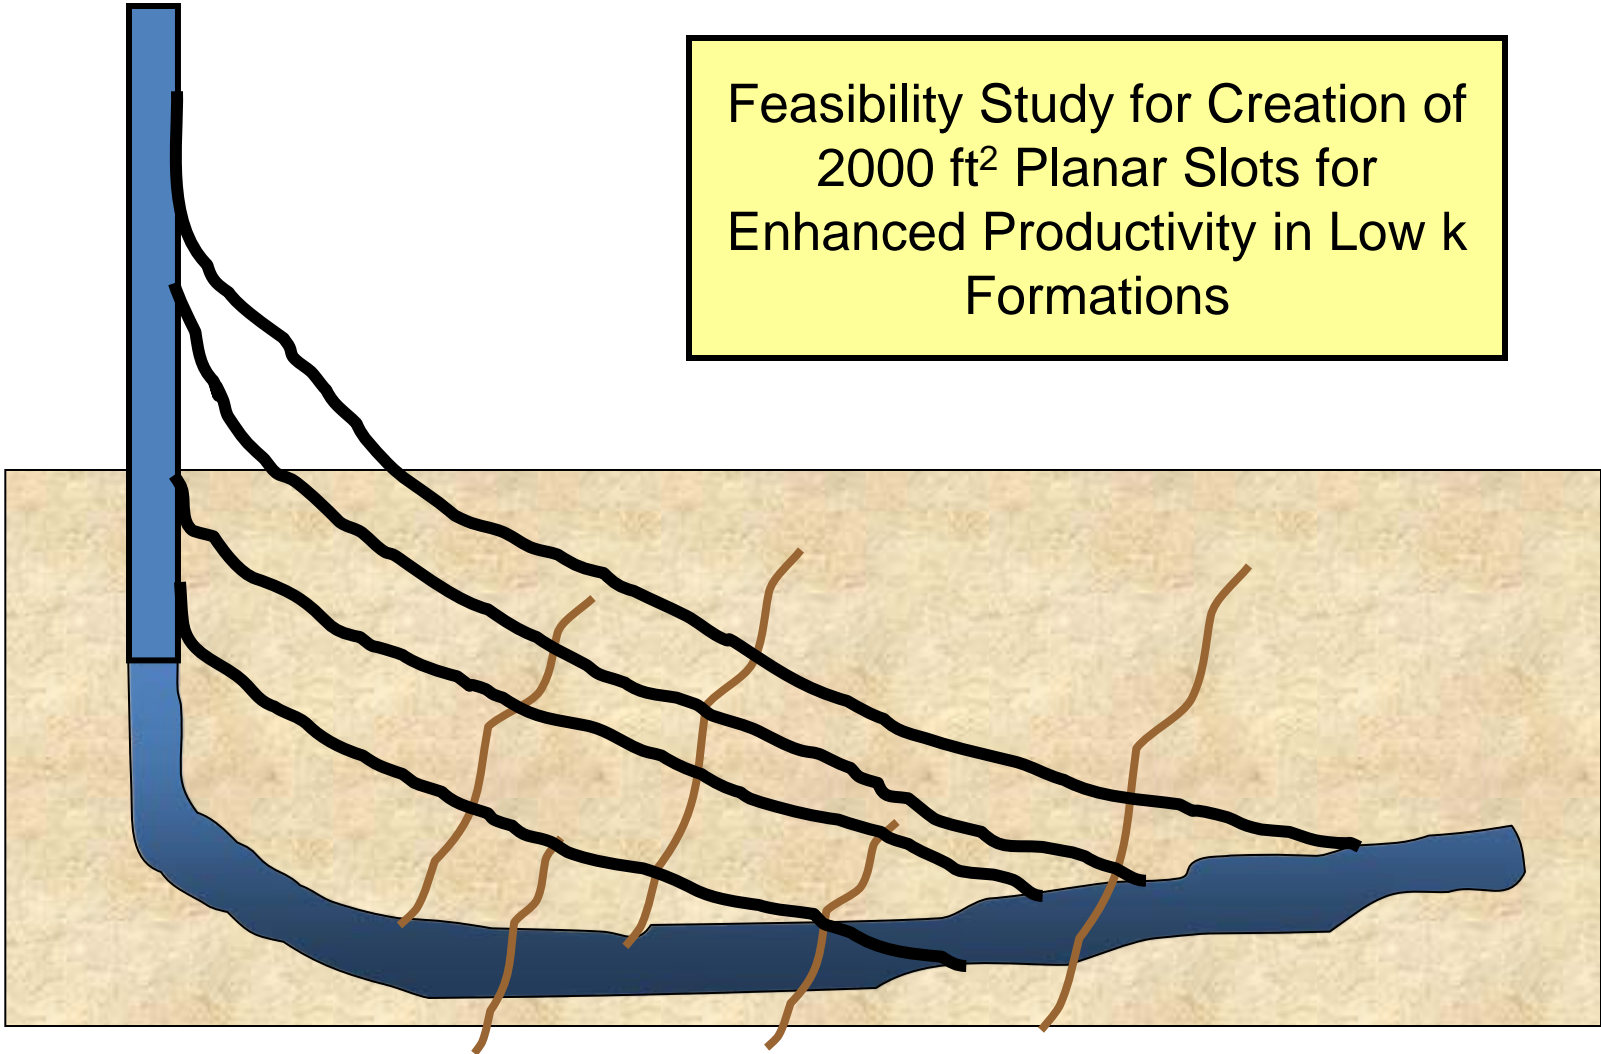 Feasibility Study for Creation of
2000 ft² Planar Slots for
Enhanced Productivity in Low k
Formations